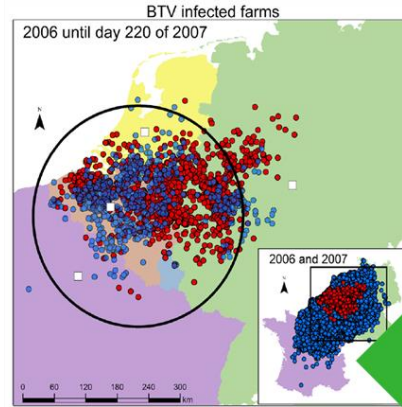 BTV infected farms
2006 until day 220 of 2007
N
2006 and 2007
N
0 60 120 180 240 300
km